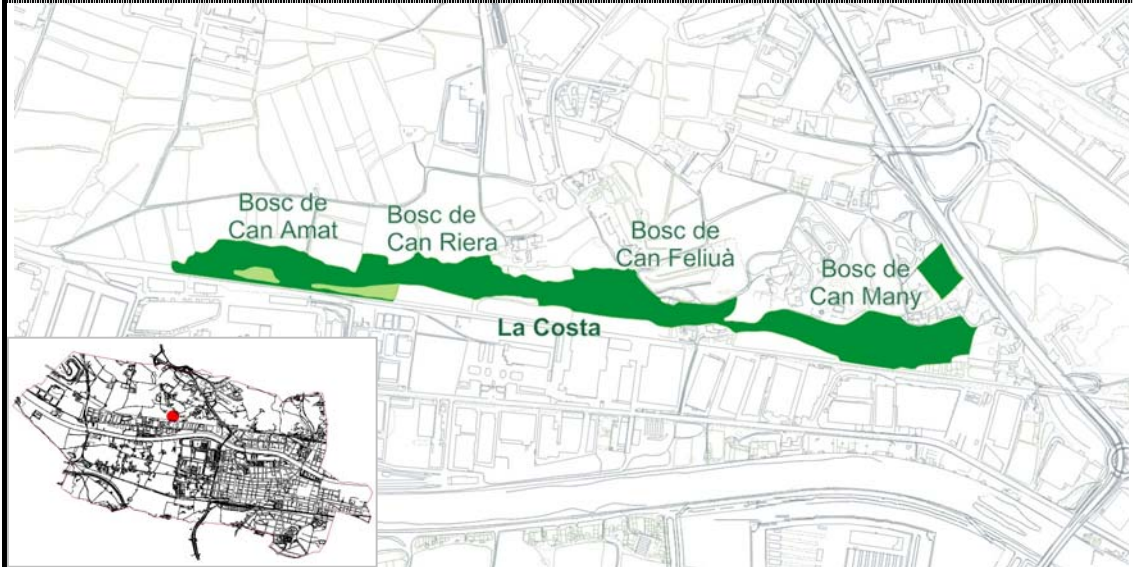 Bosc de
Can Amat
Bosc de
Can Riera
Bosc de
Can Feliuà
Bosc de
Can Many
La Costa